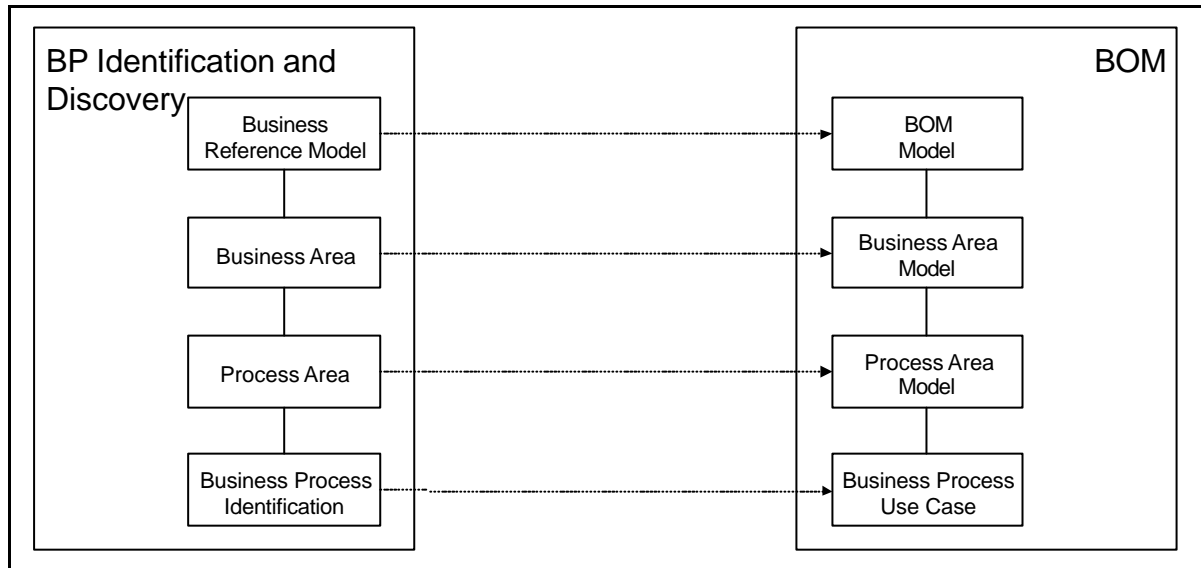 BP Identification and
Discovery
BOM
Business
Reference Model
BOM
Model
Business Area
Business Area
Model
Process Area
Process Area
Model
Business Process
Identification
Business Process
Use Case